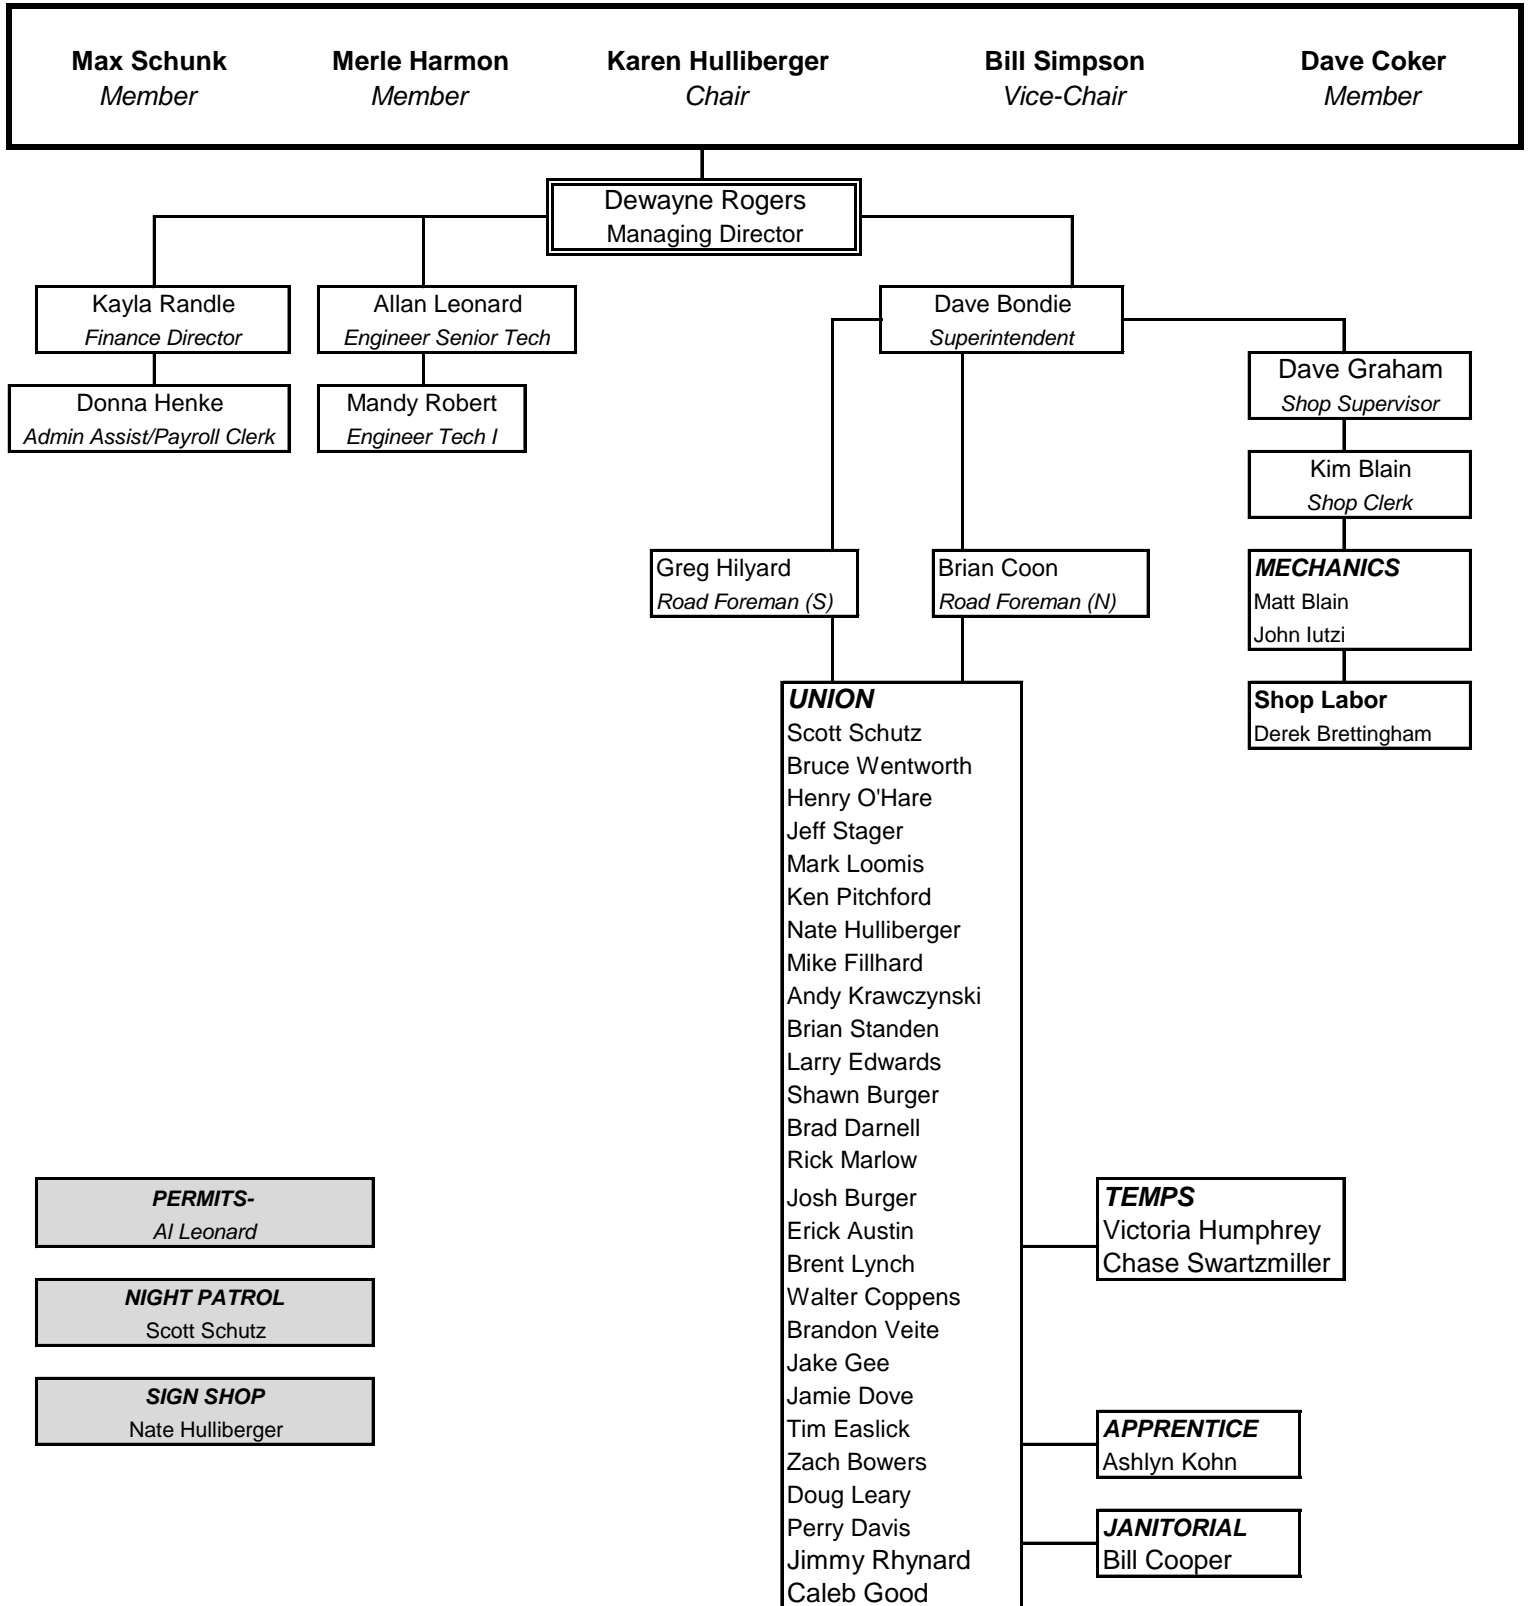 Max Schunk
Member
Merle Harmon
Member
Karen Hulliberger
Chair
Bill Simpson
Vice-Chair
Dave Coker
Member
Dewayne Rogers
Managing Director
Kayla Randle
Finance Director
Allan Leonard
Engineer Senior Tech
Dave Bondie
Superintendent
Donna Henke
Admin Assist/Payroll Clerk
Mandy Robert
Engineer Tech I
Dave Graham
Shop Supervisor
Kim Blain
Shop Clerk
Greg Hilyard
Road Foreman (S)
Brian Coon
Road Foreman (N)
MECHANICS
Matt Blain
John Iutzi
Shop Labor
Derek Brettingham
UNION
Scott Schutz
Bruce Wentworth
Henry O'Hare
Jeff Stager
Mark Loomis
Ken Pitchford
Nate Hulliberger
Mike Fillhard
Andy Krawczynski
Brian Standen
Larry Edwards
Shawn Burger
Brad Darnell
Rick Marlow
Josh Burger
Erick Austin
Brent Lynch
Walter Coppens
Brandon Veite
Jake Gee
Jamie Dove
Tim Easlick
Zach Bowers
Doug Leary
Perry Davis
Jimmy Rhynard
Caleb Good
PERMITS-
Al Leonard
NIGHT PATROL
Scott Schutz
SIGN SHOP
Nate Hulliberger
TEMPS
Victoria Humphrey
Chase Swartzmiller
APPRENTICE
Ashlyn Kohn
JANITORIAL
Bill Cooper